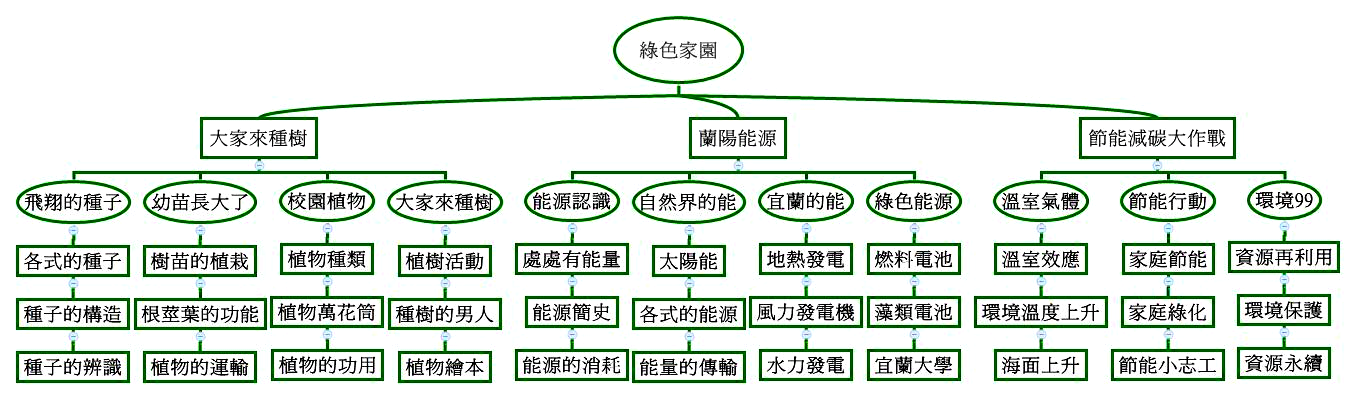 綠色家園
大家來種樹
蘭陽能源
節能減碳大作戰
飛翔的種子
幼苗長大了
校園植物
大家來種樹
能源認識
自然界的能
宜蘭的能
綠色能源
溫室氣體
節能行動
環境99
各式的種子
樹苗的植栽
植物種類
植樹活動
處處有能量
太陽能
地熱發電
燃料電池
溫室效應
家庭節能
資源再利用
種子的構造
根莖葉的功能
植物萬花筒
種樹的男人
能源簡史
各式的能源
風力發電機
藻類電池
環境溫度上升
家庭綠化
環境保護
種子的辨識
植物的運輸
植物的功用
植物繪本
能源的消耗
能量的傳輸
水力發電
宜蘭大學
海面上升
節能小志工
資源永續